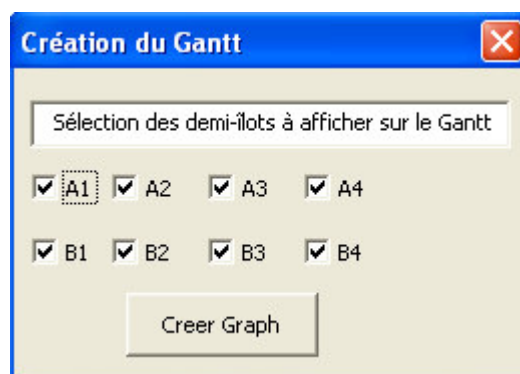 Création du Gantt
Sélection des demi-îlots à afficher sur le Gantt
A1 A2 A3 A4
B1 B2 B3 B4
Creer Graph